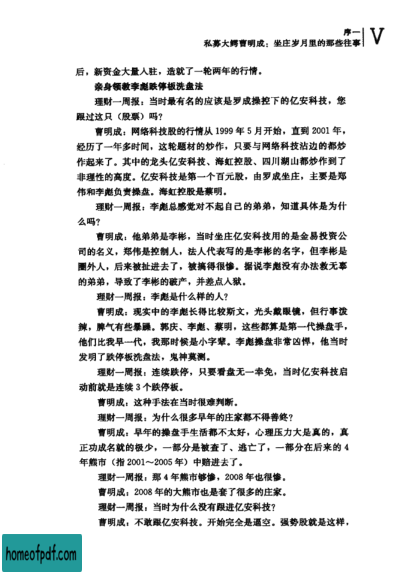 序一
私募大鳄曹明成：坐庄岁月里的那些往事 V
后，新资金大量入驻，造就了一轮两年的行情。
亲身领教李彪跌停板洗盘法
理财一周报：当时最有名的应该是罗成操控下的亿安科技，您
跟过这只（股票）吗？
曹明成：网络科技股的行情从 1999 年 5 月开始，直到 2001 年，
经历了一年多时间，这轮题材的炒作，只要与网络科技沾边的都炒
作起来了。其中的龙头亿安科技、海虹控股、四川湖山都炒作到了
非理性的高度。亿安科技是第一个百元股，由罗成坐庄，主要是郑
伟和李彪负责操盘。海虹控股是蔡明。
理财一周报：李彪总感觉对不起自己的弟弟，知道具体是为什
么吗？
曹明成：他弟弟是李彬，当时坐庄亿安科技用的是金易投资公
司的名义，郑伟是控制人，法人代表写的是李彬的名字，但李彬是
圈外人，后来被扯进去了，被搞得很惨。据说李彪没有办法救无辜
的弟弟，导致了李彬的破产，并差点入狱。
理财一周报：李彪是什么样的人？
曹明成：现实中的李彪长得比较斯文，光头戴眼镜，但行事泼
辣，脾气有些暴躁。郭庆、李彪、蔡明，这些都算是第一代操盘手，
他们比我早一代，我那时候是小字辈。李彪操盘非常凶悍，他当时
发明了跌停板洗盘法，鬼神莫测。
理财一周报：连续跌停，只要看盘无一幸免，当时亿安科技启
动前就是连续 3 个跌停板。
曹明成：这种手法在当时很难判断。
理财一周报：为什么很多早年的庄家都不得善终？
曹明成：早年的操盘手生活都不太好，心理压力大是真的，真
正功成名就的极少，一部分是被查了、逃亡了，一部分在后来的 4
年熊市（指 2001～2005 年）中赔进去了。
理财一周报：那 4 年熊市够惨，2008 年也很惨。
曹明成：2008 年的大熊市也是套了很多的庄家。
理财一周报：当时为什么没有跟进亿安科技？
曹明成：不敢跟亿安科技。开始完全是逼空。强势股就是这样，
homeofpdf.com